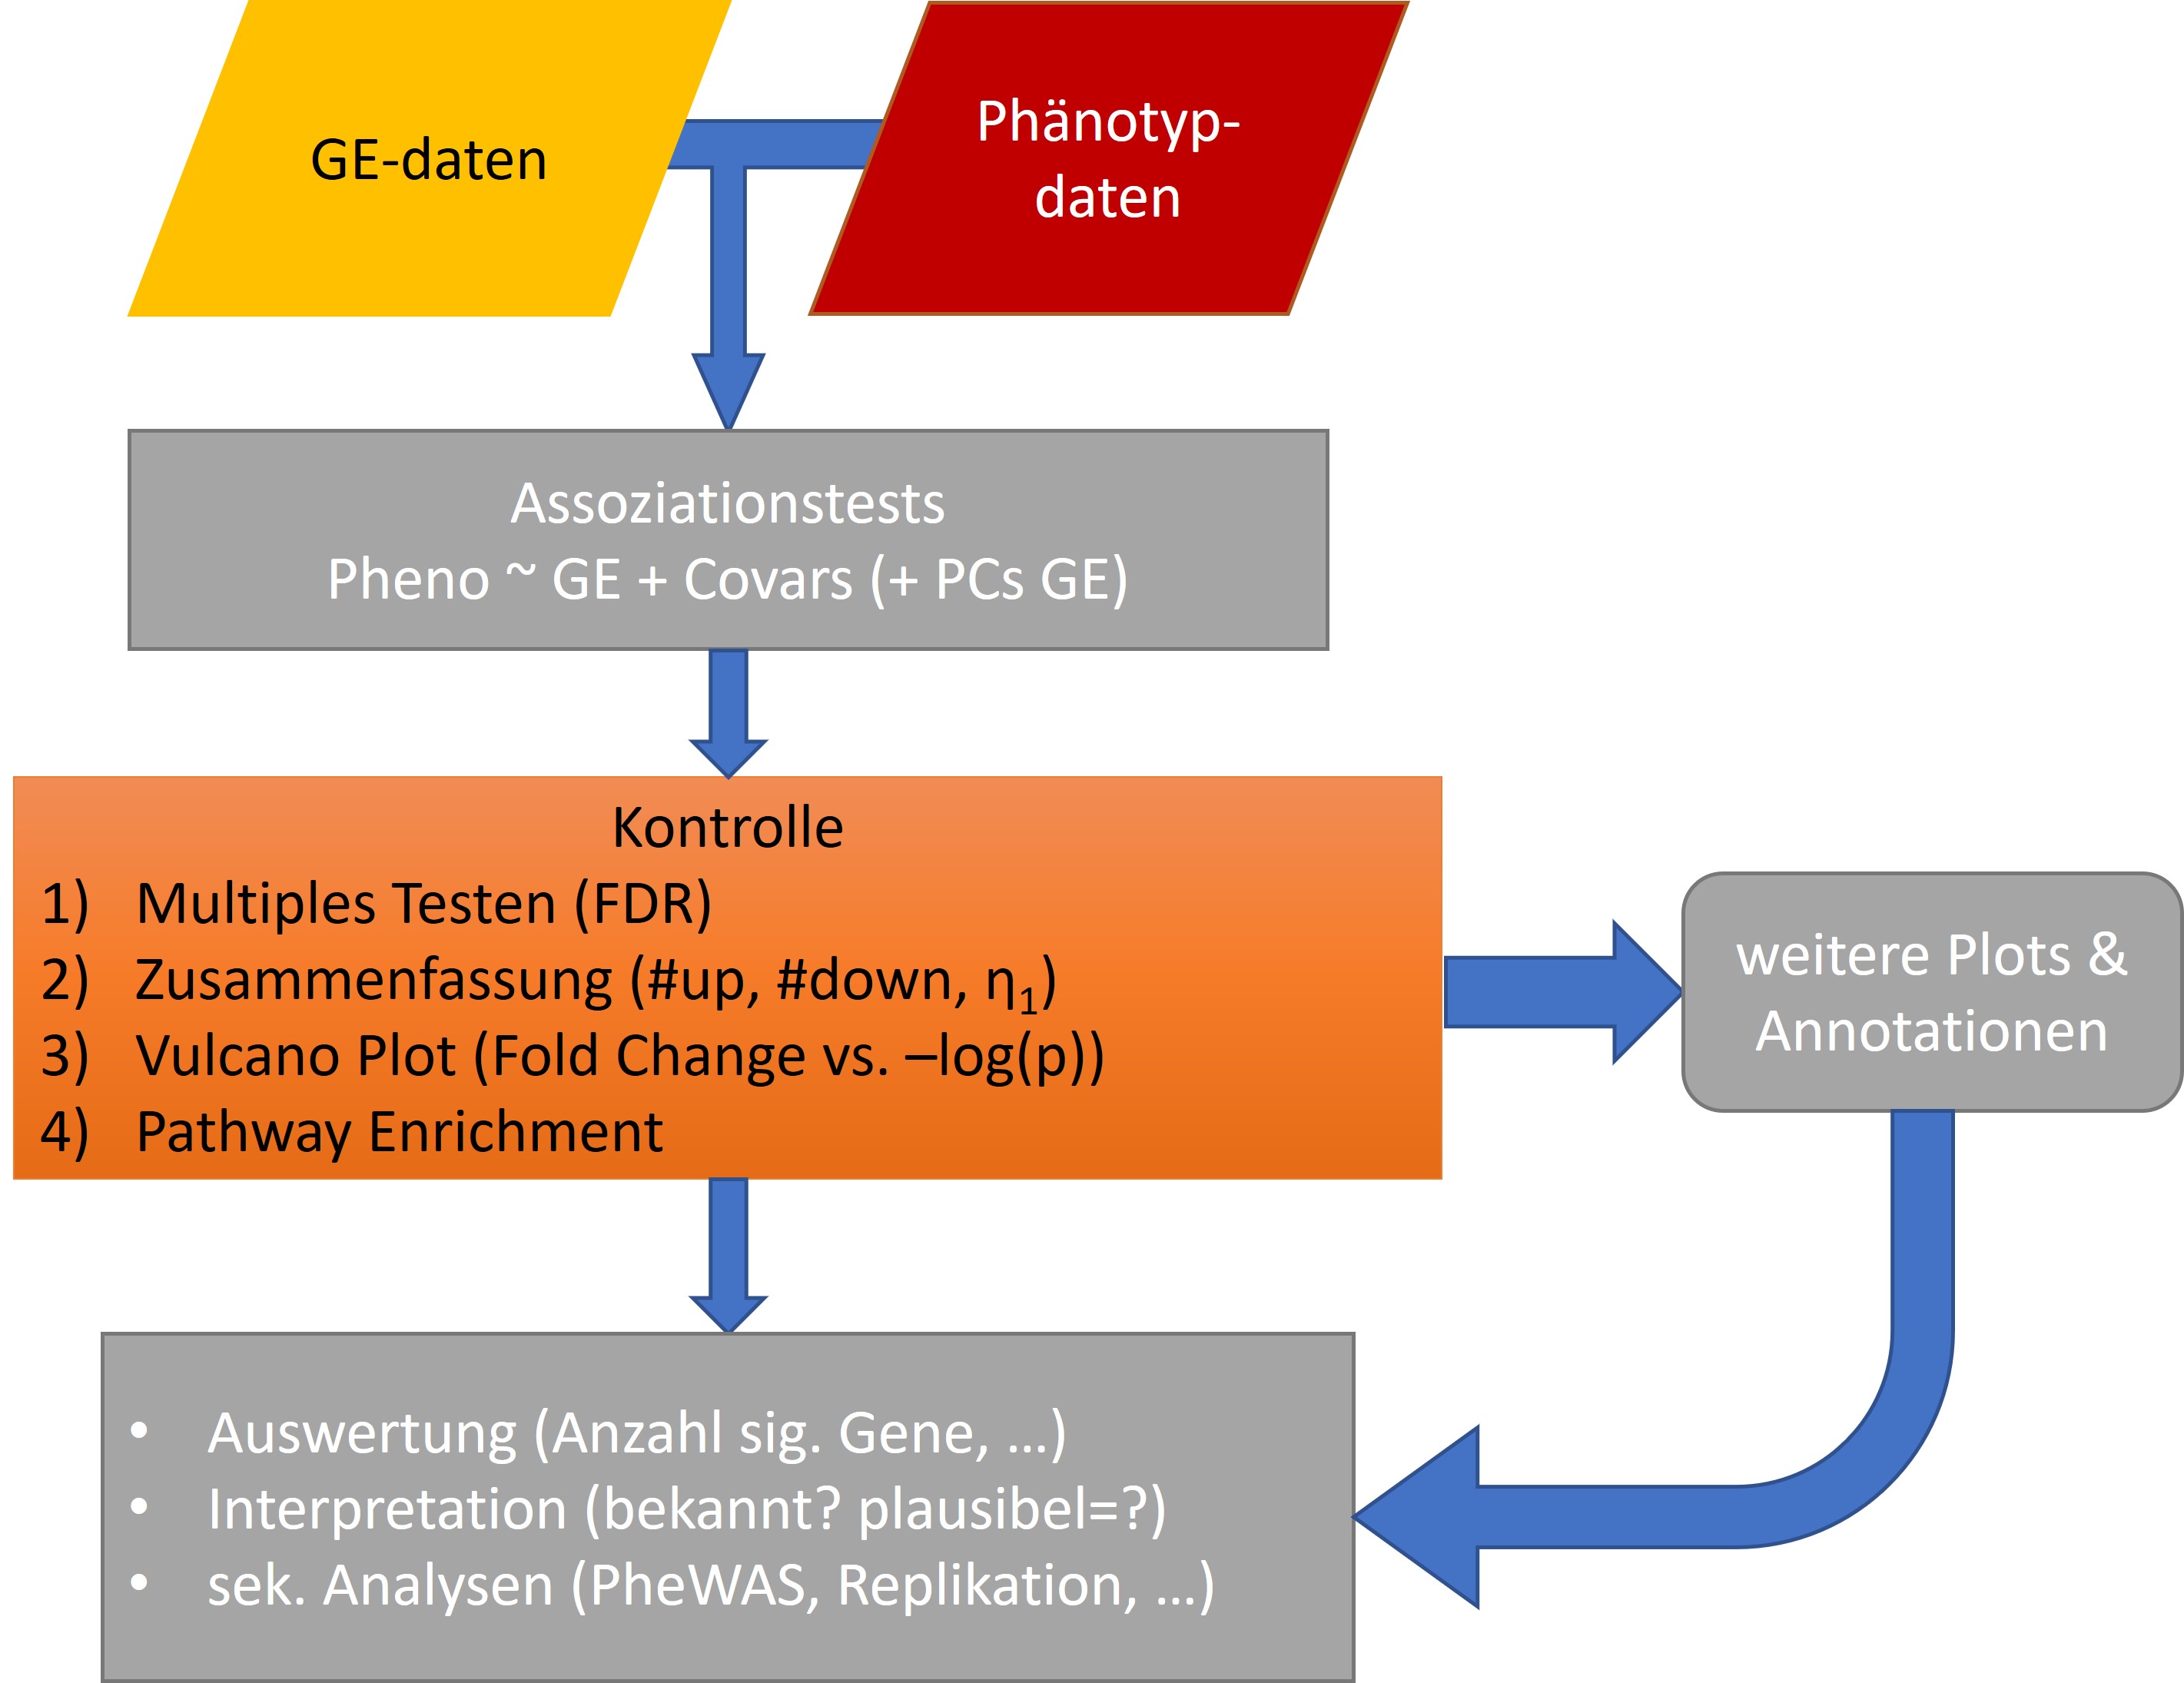 GE-daten
Phänotyp-
daten
Assoziationstests
Pheno ~ GE + Covars (+ PCs GE)
Kontrolle
1) Multiples Testen (FDR)
2) Zusammenfassung (#up, #down, η₁)
3) Vulcano Plot (Fold Change vs. –log(p))
4) Pathway Enrichment
weitere Plots &
Annotationen
• Auswertung (Anzahl sig. Gene, ...)
• Interpretation (bekannt? plausibel=?)
• sek. Analysen (PheWAS, Replikation, ...)